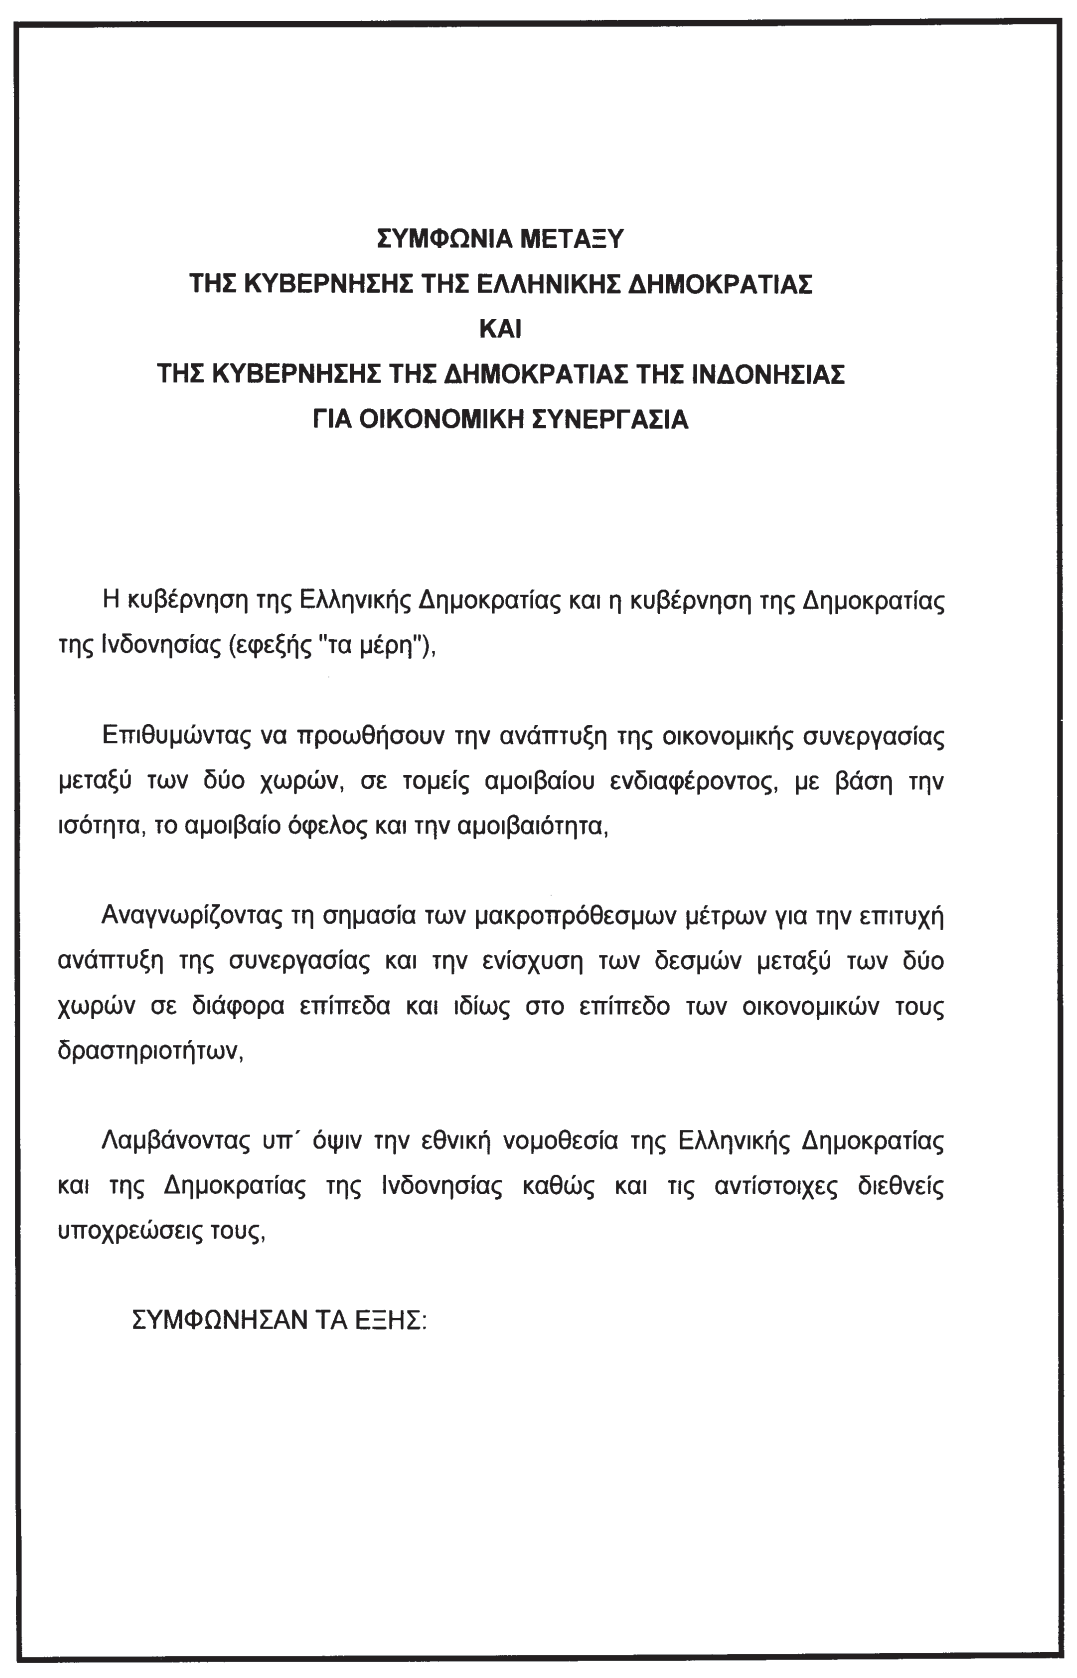 ΣΥΜΦΩΝΙΑ ΜΕΤΑΞΥ
ΤΗΣ ΚΥΒΕΡΝΗΣΗΣ ΤΗΣ ΕΛΛΗΝΙΚΗΣ ΔΗΜΟΚΡΑΤΙΑΣ
ΚΑΙ
ΤΗΣ ΚΥΒΕΡΝΗΣΗΣ ΤΗΣ ΔΗΜΟΚΡΑΤΙΑΣ ΤΗΣ ΙΝΔΟΝΗΣΙΑΣ
ΓΙΑ ΟΙΚΟΝΟΜΙΚΗ ΣΥΝΕΡΓΑΣΙΑ
Η κυβέρνηση της Ελληνικής Δημοκρατίας και η κυβέρνηση της Δημοκρατίας
της Ινδονησίας (εφεξής "τα μέρη"),
Επιθυμώντας να προωθήσουν την ανάπτυξη της οικονομικής συνεργασίας
μεταξύ των δύο χωρών, σε τομείς αμοιβαίου ενδιαφέροντος, με βάση την
ισότητα, το αμοιβαίο όφελος και την αμοιβαιότητα,
Αναγνωρίζοντας τη σημασία των μακροπρόθεσμων μέτρων για την επιτυχή
ανάπτυξη της συνεργασίας και την ενίσχυση των δεσμών μεταξύ των δύο
χωρών σε διάφορα επίπεδα και ιδίως στο επίπεδο των οικονομικών τους
δραστηριοτήτων,
Λαμβάνοντας υπ΄ όψιν την εθνική νομοθεσία της Ελληνικής Δημοκρατίας
και της Δημοκρατίας της Ινδονησίας καθώς και τις αντίστοιχες διεθνείς
υποχρεώσεις τους,
ΣΥΜΦΩΝΗΣΑΝ ΤΑ ΕΞΗΣ: